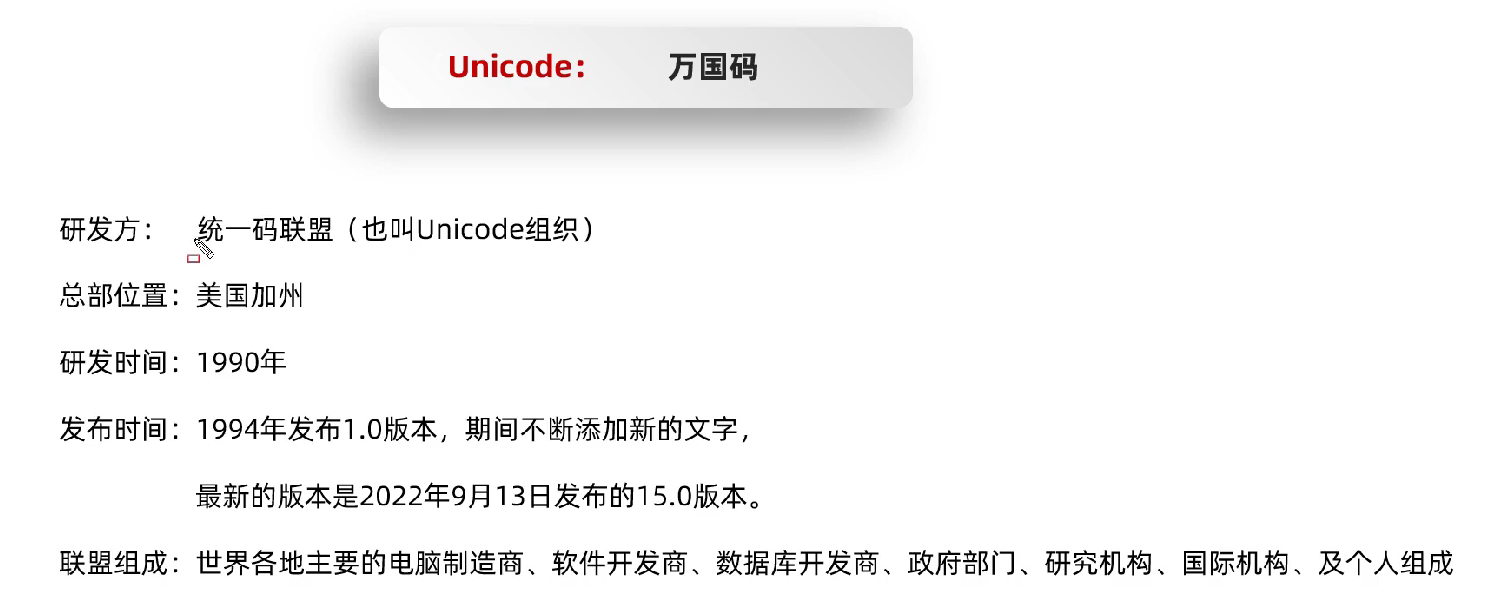 Unicode： 万国码
研发方： 统一码联盟（也叫Unicode组织）
总部位置：美国加州
研发时间：1990年
发布时间：1994年发布1.0版本，期间不断添加新的文字，
最新的版本是2022年9月13日发布的15.0版本。
联盟组成：世界各地主要的电脑制造商、软件开发商、数据库开发商、政府部门、研究机构、国际机构、及个人组成